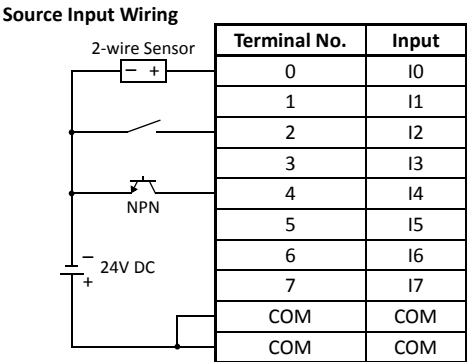 Source Input Wiring
2-wire Sensor
− +
NPN
−
24V DC
+
Terminal No. Input
0 I0
1 I1
2 I2
3 I3
4 I4
5 I5
6 I6
7 I7
COM COM
COM COM